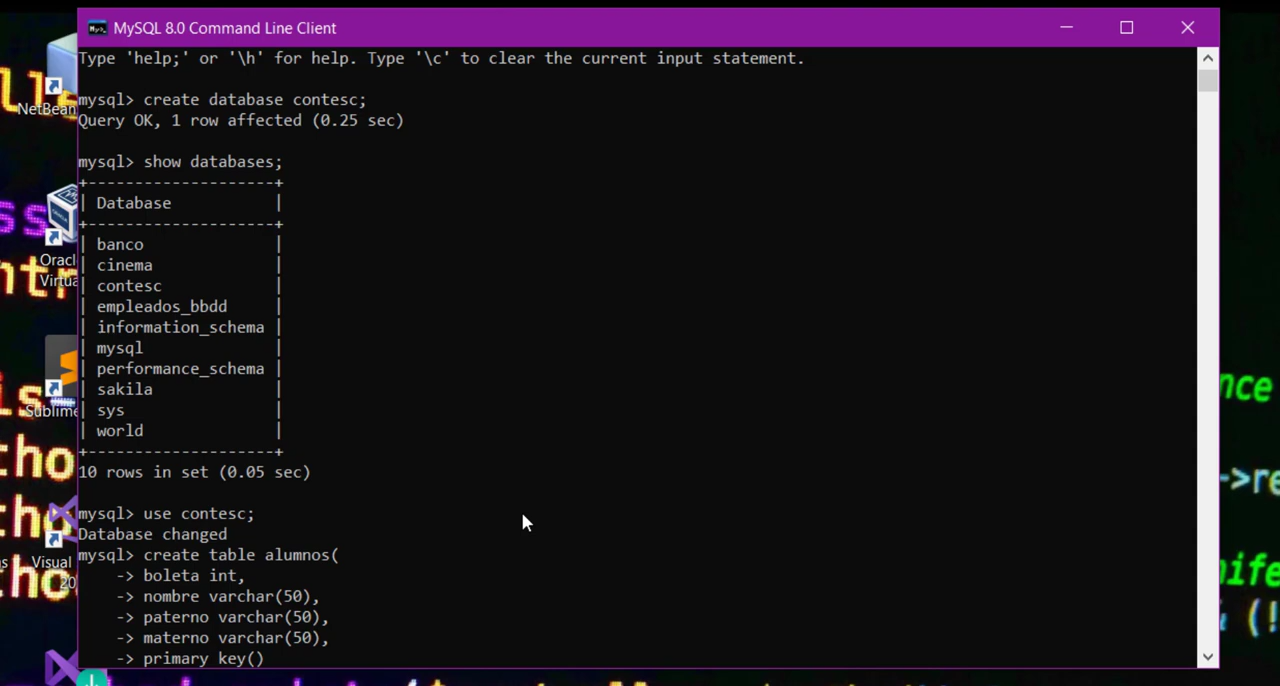 MySQL 8.0 Command Line Client
Type 'help;' or '\h' for help. Type '\c' to clear the current input statement.
mysql> create database contesc;
Query OK, 1 row affected (0.25 sec)
mysql> show databases;
+--------------------+
| Database           |
+--------------------+
| banco              |
| cinema             |
| contesc            |
| empleados_bbdd     |
| information_schema |
| mysql              |
| performance_schema |
| sakila             |
| sys                |
| world              |
+--------------------+
10 rows in set (0.05 sec)
mysql> use contesc;
Database changed
mysql> create table alumnos(
    -> boleta int,
    -> nombre varchar(50),
    -> paterno varchar(50),
    -> materno varchar(50),
    -> primary key()
Visual